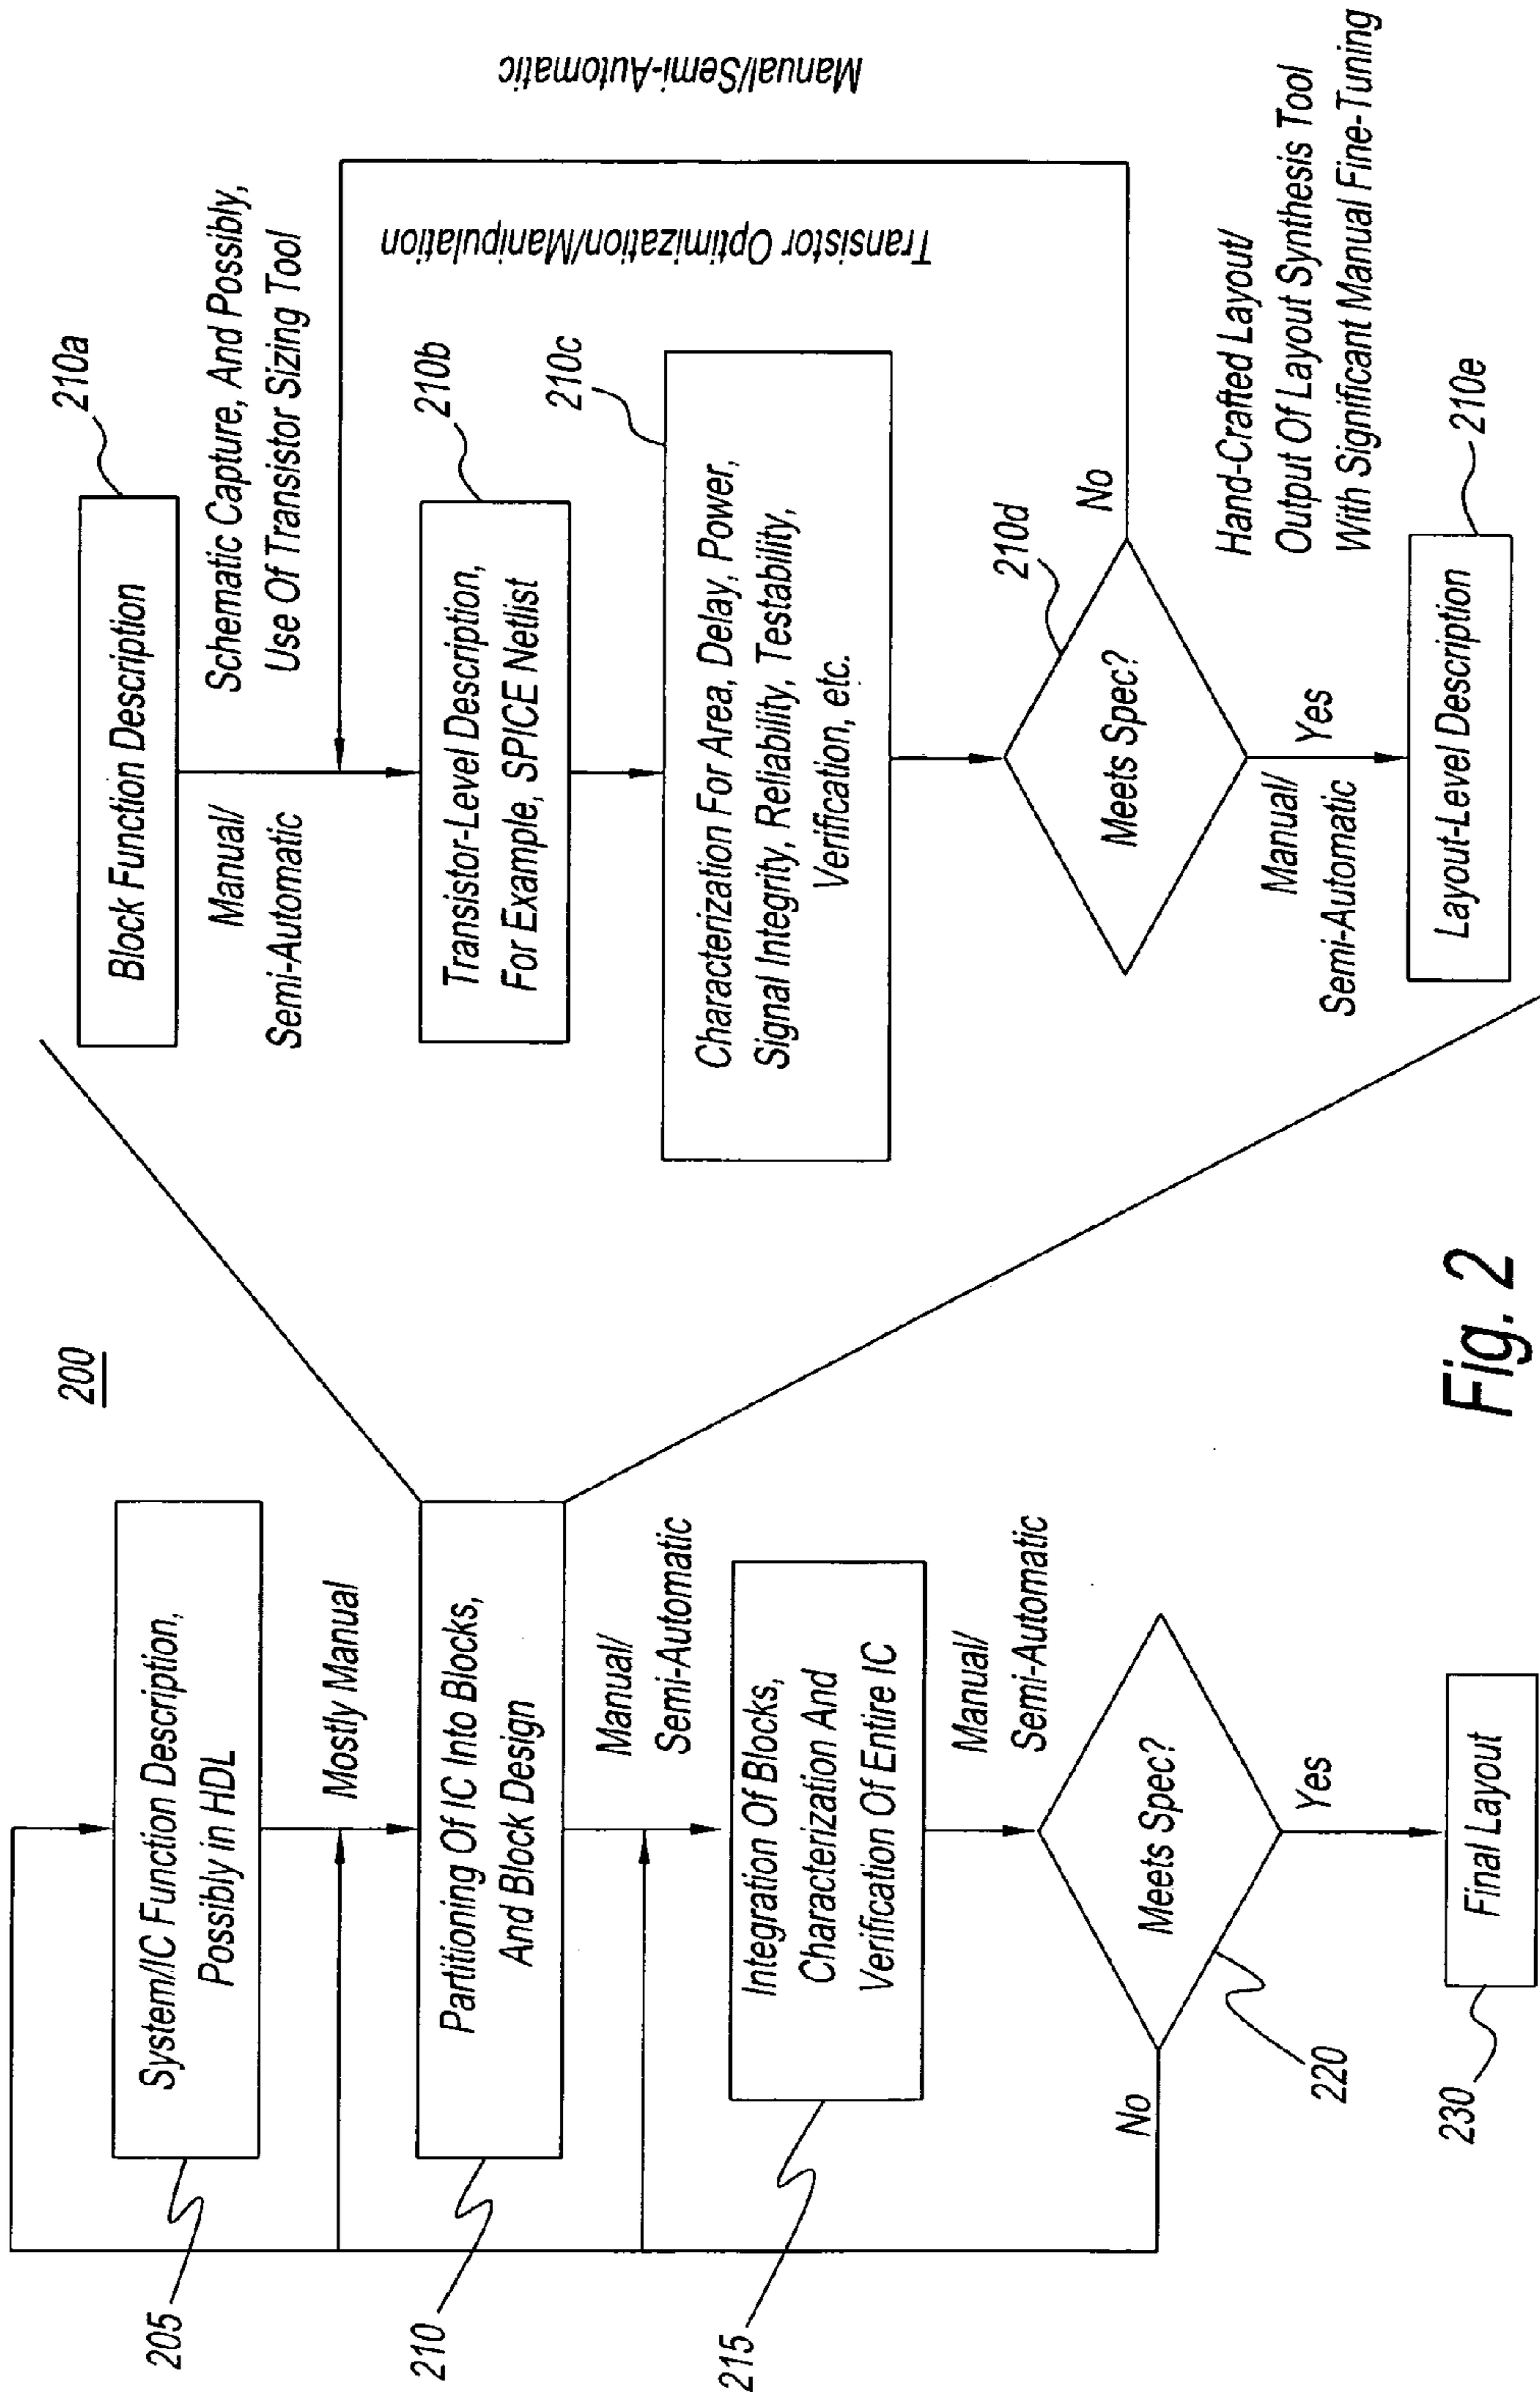 200
205
System/IC Function Description,
Possibly in HDL
Mostly Manual
210
Partitioning Of IC Into Blocks,
And Block Design
Manual/
Semi-Automatic
215
Integration Of Blocks,
Characterization And
Verification Of Entire IC
Manual/
Semi-Automatic
Meets Spec?
No
220
Yes
230
Final Layout
210a
Block Function Description
Manual/
Semi-Automatic
Schematic Capture, And Possibly,
Use Of Transistor Sizing Tool
210b
Transistor-Level Description,
For Example, SPICE Netlist
210c
Characterization For Area, Delay, Power,
Signal Integrity, Reliability, Testability,
Verification, etc.
Transistor Optimization/Manipulation
Manual/Semi-Automatic
210d
Meets Spec?
No
Manual/
Semi-Automatic
Yes
Hand-Crafted Layout/
Output Of Layout Synthesis Tool
With Significant Manual Fine-Tuning
210e
Layout-Level Description
Fig. 2